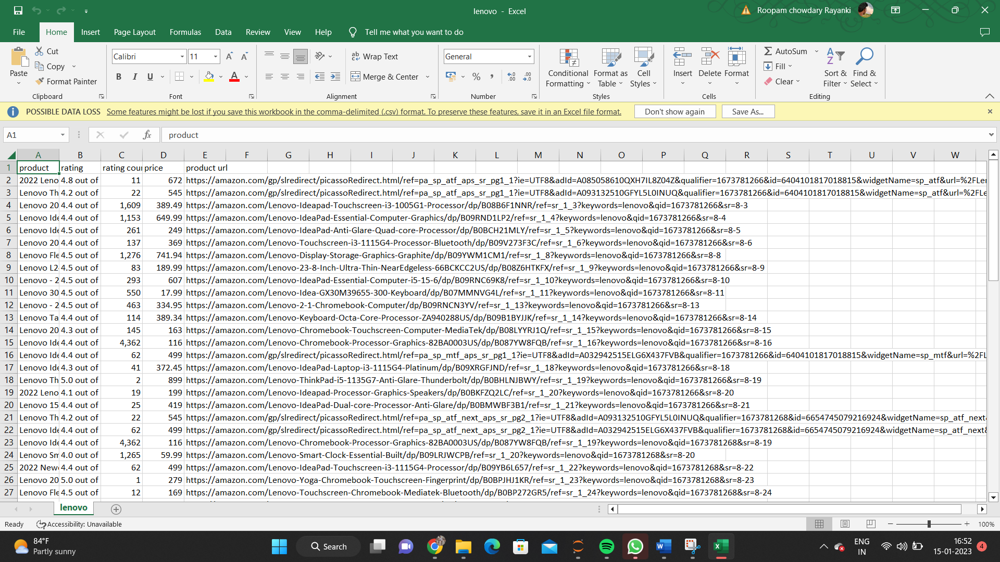 lenovo - Excel
Roopam chowdary Rayanki
File Home Insert Page Layout Formulas Data Review View Help Tell me what you want to do
Cut
Copy
Format Painter
Paste
Clipboard
Calibri 11
B I U
Font
Wrap Text
Merge & Center
Alignment
General
Number
Conditional Formatting
Format as Table
Cell Styles
Styles
Insert Delete Format
Cells
AutoSum
Fill
Clear
Sort & Filter
Find & Select
Editing
POSSIBLE DATA LOSS Some features might be lost if you save this workbook in the comma-delimited (.csv) format. To preserve these features, save it in an Excel file format. Don't show again Save As...
A1 fx product
A B C D E F G H I J K L M N O P Q R S T U V W
1 product rating rating cour price product url
2 2022 Leno 4.8 out of 11 672 https://amazon.com/gp/slredirect/picassoRedirect.html/ref=pa_sp_atf_aps_sr_pg1_1?ie=UTF8&adId=A085058610QXH7IL8Z04Z&qualifier=1673781266&id=6404101817018815&widgetName=sp_atf&url=%2FLer
3 Lenovo Th 4.2 out of 22 545 https://amazon.com/gp/slredirect/picassoRedirect.html/ref=pa_sp_atf_aps_sr_pg1_1?ie=UTF8&adId=A093132510GFYL5L0INUQ&qualifier=1673781266&id=6404101817018815&widgetName=sp_atf&url=%2FLe
4 Lenovo 20 4.4 out of 1,609 389.49 https://amazon.com/Lenovo-Ideapad-Touchscreen-i3-1005G1-Processor/dp/B08B6F1NNR/ref=sr_1_3?keywords=lenovo&qid=1673781266&sr=8-3
5 Lenovo Ide 4.4 out of 1,153 649.99 https://amazon.com/Lenovo-IdeaPad-Essential-Computer-Graphics/dp/B09RND1LP2/ref=sr_1_4?keywords=lenovo&qid=1673781266&sr=8-4
6 Lenovo Ide 4.5 out of 261 249 https://amazon.com/Lenovo-IdeaPad-Anti-Glare-Quad-core-Processor/dp/B0BCH21MLY/ref=sr_1_5?keywords=lenovo&qid=1673781266&sr=8-5
7 Lenovo 20 4.4 out of 137 369 https://amazon.com/Lenovo-Touchscreen-i3-1115G4-Processor-Bluetooth/dp/B09V273F3C/ref=sr_1_6?keywords=lenovo&qid=1673781266&sr=8-6
8 Lenovo Fle 4.5 out of 1,276 741.94 https://amazon.com/Lenovo-Display-Storage-Graphics-Graphite/dp/B09YWM1CM1/ref=sr_1_8?keywords=lenovo&qid=1673781266&sr=8-8
9 Lenovo L2 4.5 out of 83 189.99 https://amazon.com/Lenovo-23-8-Inch-Ultra-Thin-NearEdgeless-66BCKCC2US/dp/B08Z6HTKFX/ref=sr_1_9?keywords=lenovo&qid=1673781266&sr=8-9
10 Lenovo - 2 4.5 out of 293 607 https://amazon.com/Lenovo-IdeaPad-Essential-Computer-i5-15-6/dp/B09RNC69K8/ref=sr_1_10?keywords=lenovo&qid=1673781266&sr=8-10
11 Lenovo 30 4.5 out of 550 17.99 https://amazon.com/Lenovo-Idea-GX30M39655-300-Keyboard/dp/B07MMNVG4L/ref=sr_1_11?keywords=lenovo&qid=1673781266&sr=8-11
12 Lenovo - 2 4.5 out of 463 334.95 https://amazon.com/Lenovo-2-1-Chromebook-Computer/dp/B09RNCN3YV/ref=sr_1_13?keywords=lenovo&qid=1673781266&sr=8-13
13 Lenovo Ta 4.4 out of 114 389.34 https://amazon.com/Lenovo-Keyboard-Octa-Core-Processor-ZA940288US/dp/B09B1BYJJK/ref=sr_1_14?keywords=lenovo&qid=1673781266&sr=8-14
14 Lenovo 20 4.3 out of 145 163 https://amazon.com/Lenovo-Chromebook-Touchscreen-Computer-MediaTek/dp/B08LYYRJ1Q/ref=sr_1_15?keywords=lenovo&qid=1673781266&sr=8-15
15 Lenovo Ide 4.4 out of 4,362 116 https://amazon.com/Lenovo-Chromebook-Processor-Graphics-82BA0003US/dp/B087YW8FQB/ref=sr_1_16?keywords=lenovo&qid=1673781266&sr=8-16
16 Lenovo Ide 4.4 out of 62 499 https://amazon.com/gp/slredirect/picassoRedirect.html/ref=pa_sp_mtf_aps_sr_pg1_1?ie=UTF8&adId=A032942515ELG6X437FVB&qualifier=1673781266&id=6404101817018815&widgetName=sp_mtf&url=%2FL
17 Lenovo Ide 4.3 out of 41 372.45 https://amazon.com/Lenovo-IdeaPad-Laptop-i3-1115G4-Platinum/dp/B09XRGFJND/ref=sr_1_18?keywords=lenovo&qid=1673781266&sr=8-18
18 Lenovo Th 5.0 out of 2 899 https://amazon.com/Lenovo-ThinkPad-i5-1135G7-Anti-Glare-Thunderbolt/dp/B0BHLNJBWY/ref=sr_1_19?keywords=lenovo&qid=1673781266&sr=8-19
19 2022 Leno 4.1 out of 19 199 https://amazon.com/Lenovo-Ideapad-Processor-Graphics-Speakers/dp/B0BKFZQ2LC/ref=sr_1_20?keywords=lenovo&qid=1673781266&sr=8-20
20 Lenovo 15 4.4 out of 25 419 https://amazon.com/Lenovo-IdeaPad-Dual-core-Processor-Anti-Glare/dp/B0BMWBF3B1/ref=sr_1_21?keywords=lenovo&qid=1673781266&sr=8-21
21 Lenovo Th 4.2 out of 22 545 https://amazon.com/gp/slredirect/picassoRedirect.html/ref=pa_sp_atf_next_aps_sr_pg2_1?ie=UTF8&adId=A093132510GFYL5L0INUQ&qualifier=1673781268&id=6654745079216924&widgetName=sp_atf_next
22 Lenovo Ide 4.4 out of 62 499 https://amazon.com/gp/slredirect/picassoRedirect.html/ref=pa_sp_atf_next_aps_sr_pg2_1?ie=UTF8&adId=A032942515ELG6X437FVB&qualifier=1673781268&id=6654745079216924&widgetName=sp_atf_next&
23 Lenovo Ide 4.4 out of 4,362 116 https://amazon.com/Lenovo-Chromebook-Processor-Graphics-82BA0003US/dp/B087YW8FQB/ref=sr_1_19?keywords=lenovo&qid=1673781268&sr=8-19
24 Lenovo Sm 4.0 out of 1,265 59.99 https://amazon.com/Lenovo-Smart-Clock-Essential-Built/dp/B09LRJWCPB/ref=sr_1_20?keywords=lenovo&qid=1673781268&sr=8-20
25 2022 New 4.4 out of 62 499 https://amazon.com/Lenovo-IdeaPad-Touchscreen-i3-1115G4-Processor/dp/B09YB6L657/ref=sr_1_22?keywords=lenovo&qid=1673781268&sr=8-22
26 Lenovo 20 5.0 out of 1 279 https://amazon.com/Lenovo-Yoga-Chromebook-Touchscreen-Fingerprint/dp/B0BPJHJ1KR/ref=sr_1_23?keywords=lenovo&qid=1673781268&sr=8-23
27 Lenovo Fle 4.5 out of 12 169 https://amazon.com/Lenovo-Touchscreen-Chromebook-Mediatek-Bluetooth/dp/B0BP272GR5/ref=sr_1_24?keywords=lenovo&qid=1673781268&sr=8-24
lenovo
Ready Accessibility: Unavailable 100%
84°F
Partly sunny
Search
ENG
IN
16:52
15-01-2023
4